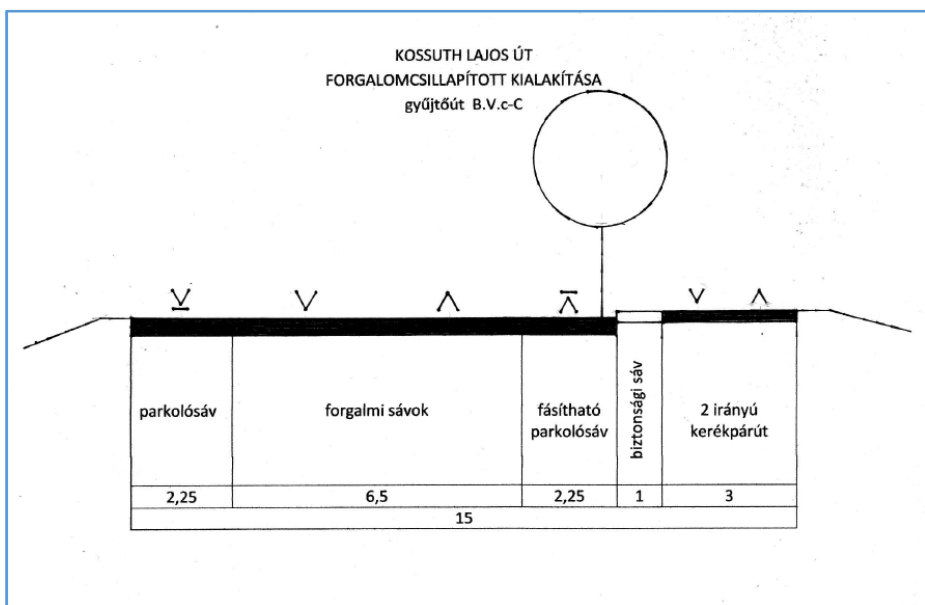 KOSSUTH LAJOS ÚT
FORGALOMCSILLAPÍTOTT KIALAKÍTÁSA
gyűjtőút B.V.c-C
parkolósáv
forgalmi sávok
fásítható
parkolósáv
biztonsági sáv
2 irányú
kerékpárút
2,25
6,5
2,25
1
3
15